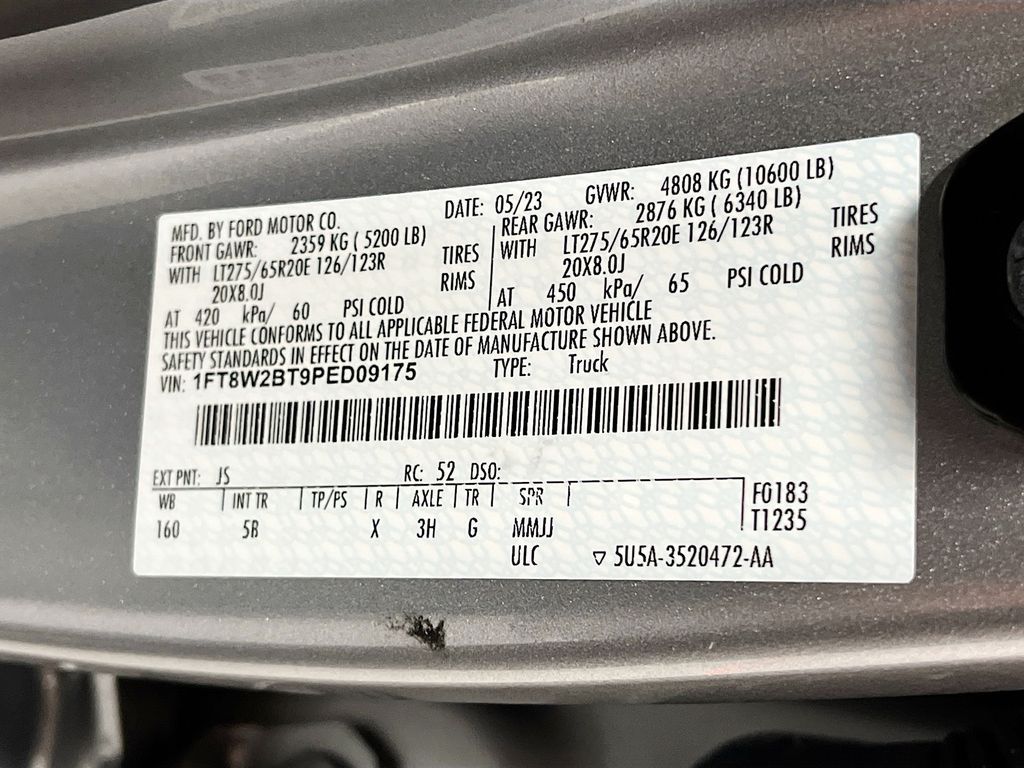 MFD. BY FORD MOTOR CO. DATE: 05/23 GVWR: 4808 KG (10600 LB)
FRONT GAWR: 2359 KG ( 5200 LB) REAR GAWR: 2876 KG ( 6340 LB)
WITH LT275/65R20E 126/123R TIRES WITH LT275/65R20E 126/123R TIRES
20X8.0J RIMS 20X8.0J RIMS
AT 420 kPa/ 60 PSI COLD AT 450 kPa/ 65 PSI COLD
THIS VEHICLE CONFORMS TO ALL APPLICABLE FEDERAL MOTOR VEHICLE
SAFETY STANDARDS IN EFFECT ON THE DATE OF MANUFACTURE SHOWN ABOVE.
VIN: 1FT8W2BT9PED09175 TYPE: Truck
EXT PNT: JS RC: 52 DSO:
WB INT TR TP/PS R AXLE TR SPR F0183
160 5B X 3H G MMJJ T1235
ULC ▽ 5U5A-3520472-AA